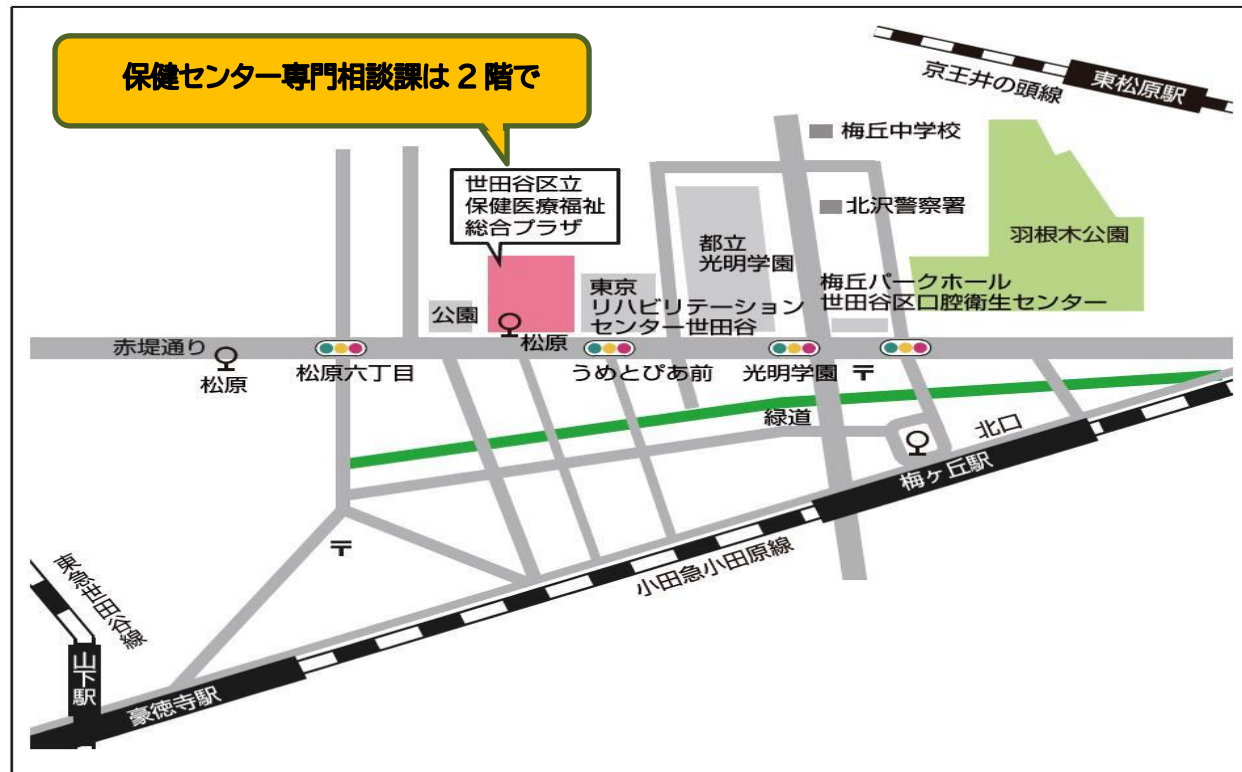 保健センター専門相談課は 2 階で
京王井の頭線
東松原駅
梅丘中学校
世田谷区立
保健医療福祉
総合プラザ
北沢警察署
都立
光明学園
羽根木公園
梅丘パークホール
世田谷区口腔衛生センター
東京
リハビリテーション
センター世田谷
公園
赤堤通り
松原
松原
松原六丁目
うめとぴあ前
光明学園
〒
緑道
北口
梅ヶ丘駅
〒
小田急小田原線
東急世田谷線
山下駅
豪徳寺駅